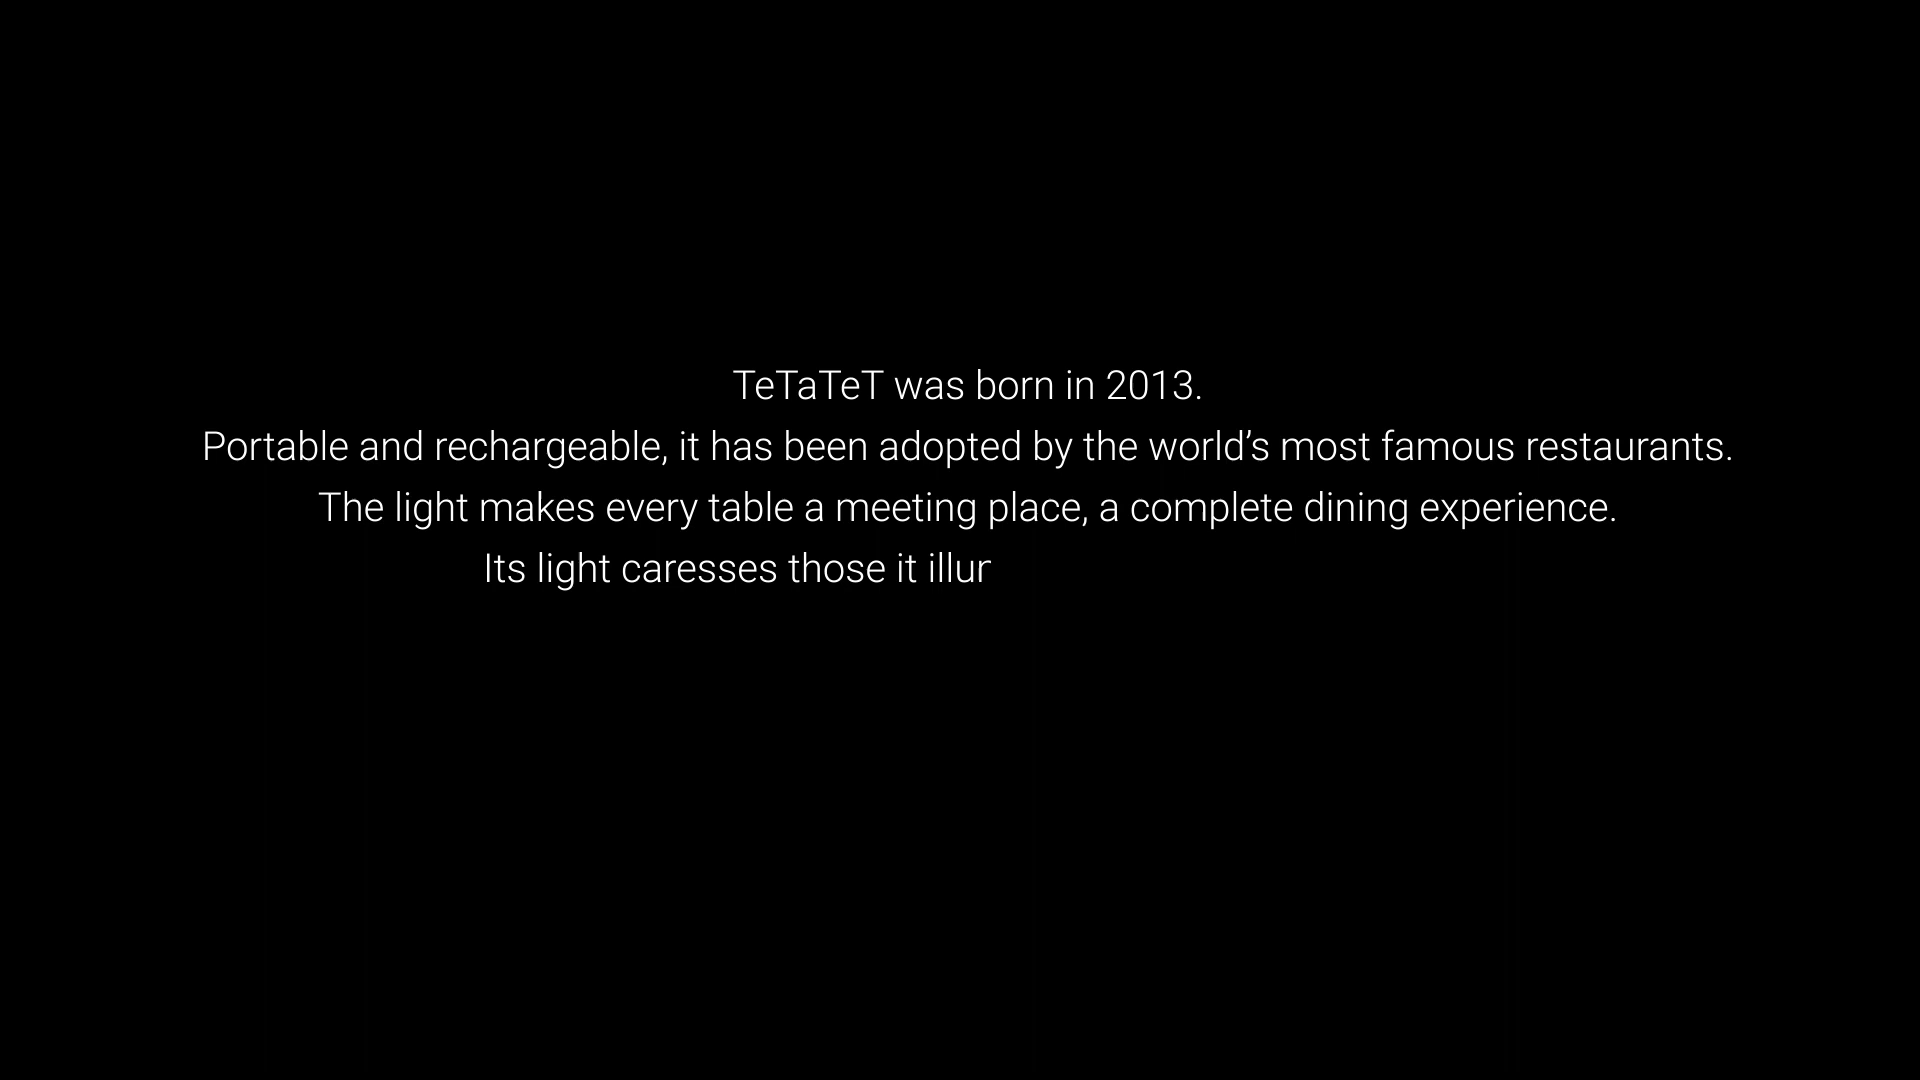 TeTaTeT was born in 2013.
Portable and rechargeable, it has been adopted by the world’s most famous restaurants.
The light makes every table a meeting place, a complete dining experience.
Its light caresses those it